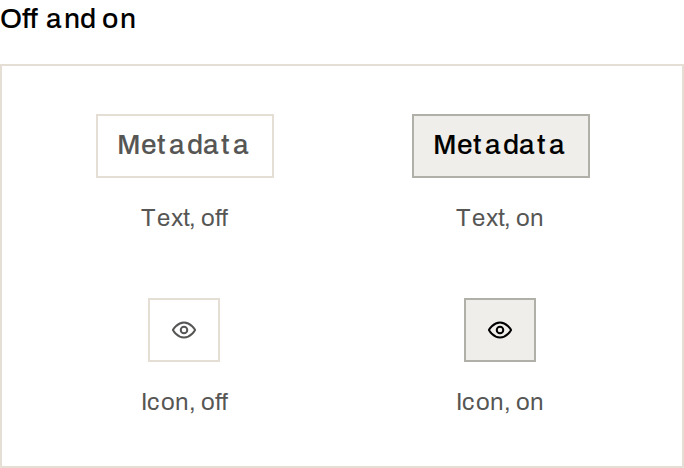 Off and on
Metadata Metadata
Text, off Text, on
Icon, off Icon, on